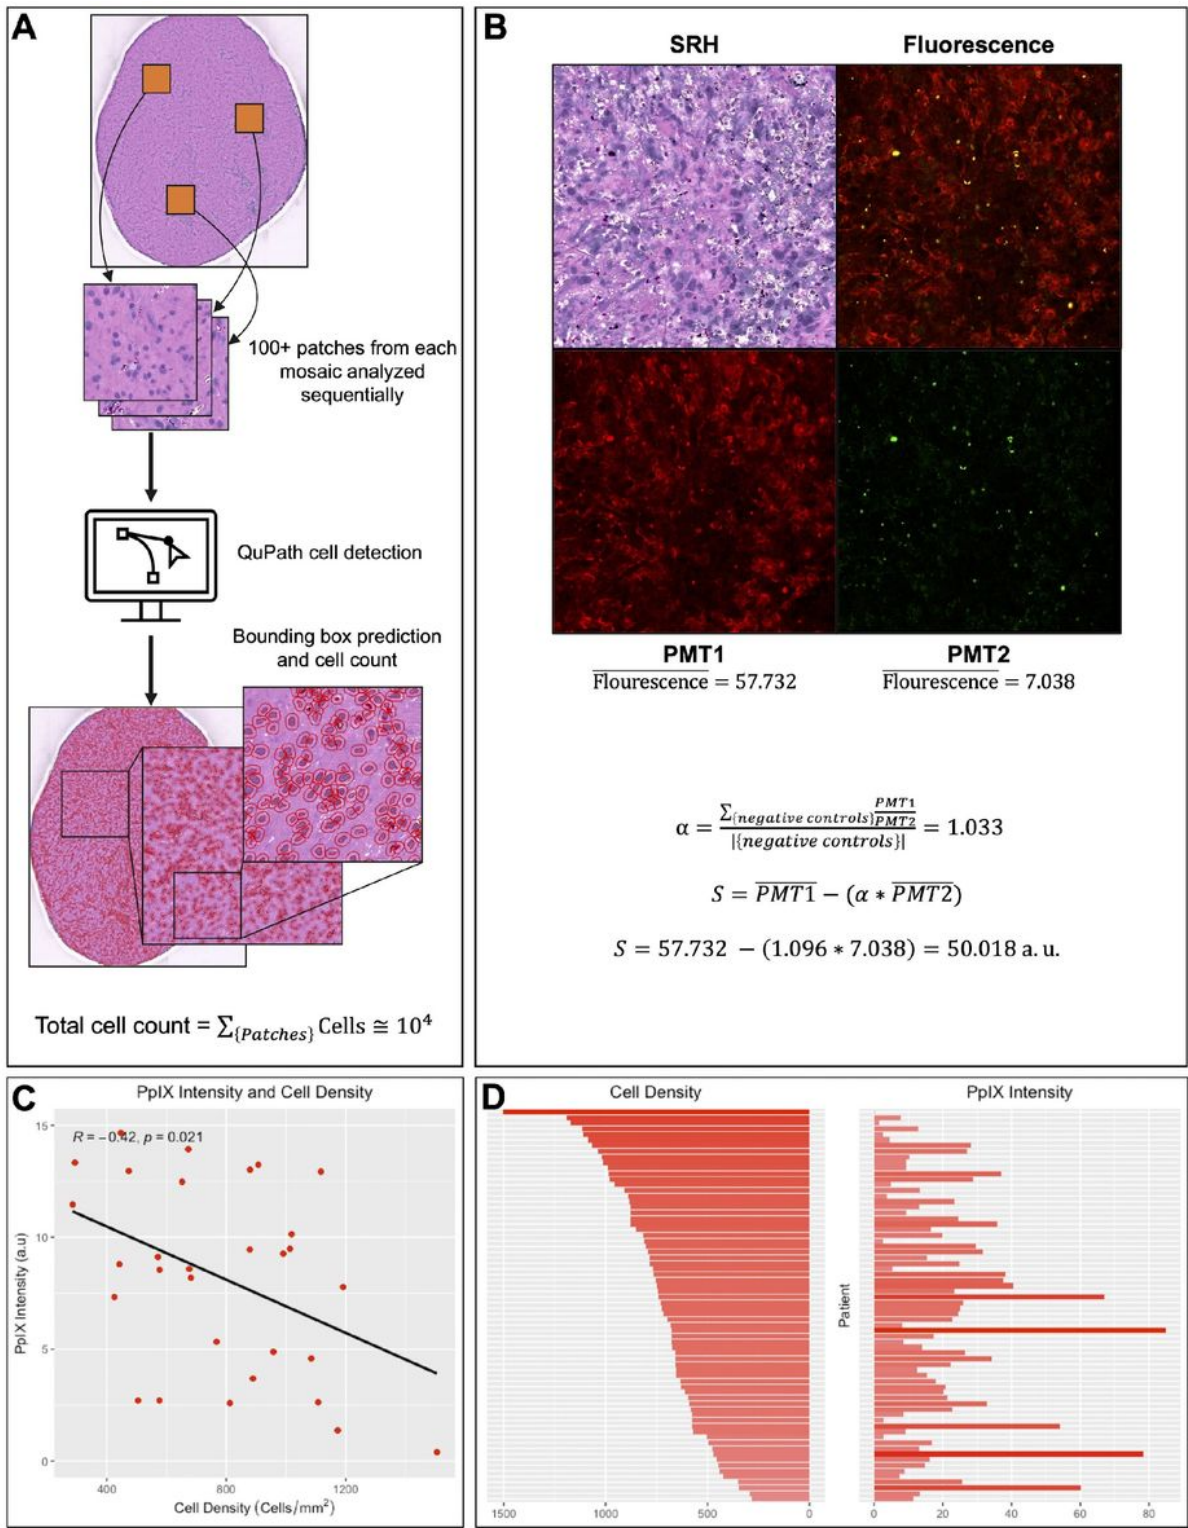 A
100+ patches from each
mosaic analyzed
sequentially
QuPath cell detection
Bounding box prediction
and cell count
Total cell count = ∑{Patches} Cells ≅ 10⁴
B
SRH
Fluorescence
PMT1
Flourescence = 57.732
PMT2
Flourescence = 7.038
α = ∑{negative controls} PMT1/PMT2 / |{negative controls}| = 1.033
S = PMT1 − (α * PMT2)
S = 57.732 − (1.096 * 7.038) = 50.018 a. u.
C
PpIX Intensity and Cell Density
R = −0.42, p = 0.021
15
10
5
0
PpIX Intensity (a.u)
400
800
1200
Cell Density (Cells/mm²)
D
Cell Density
PpIX Intensity
Patient
1500
1000
500
0
0
20
40
60
80